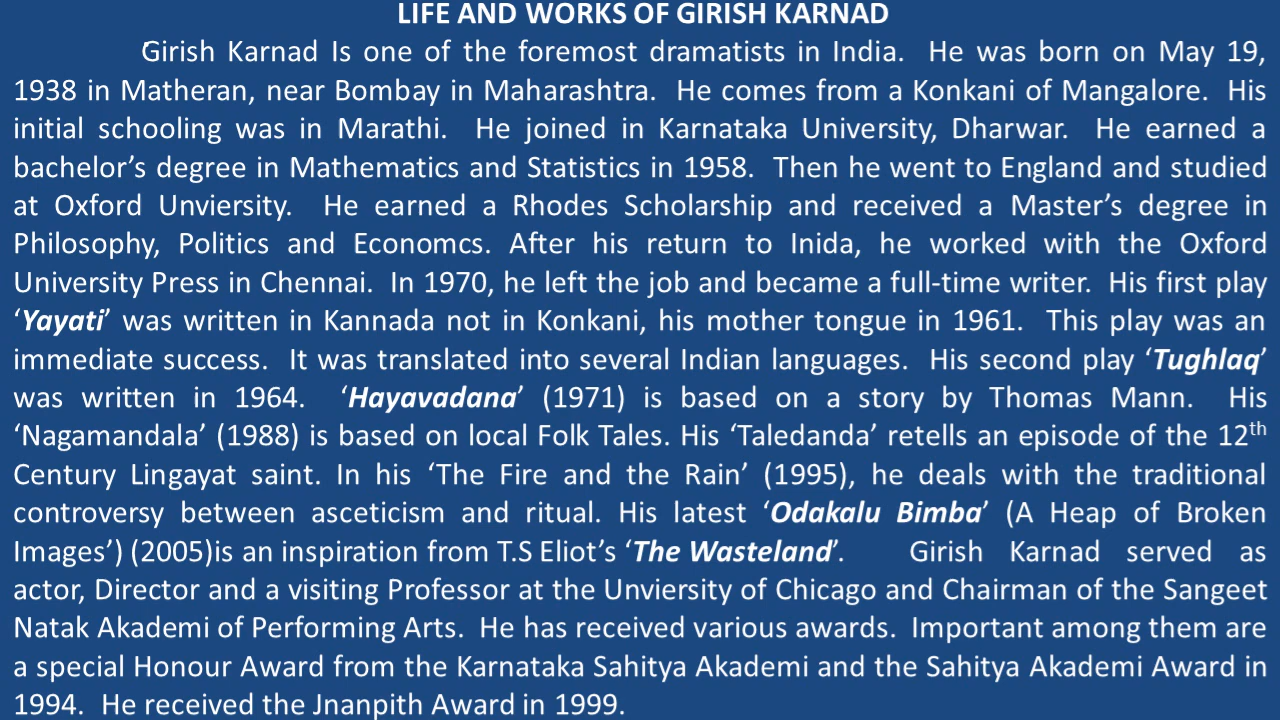 LIFE AND WORKS OF GIRISH KARNAD
Girish Karnad Is one of the foremost dramatists in India. He was born on May 19,
1938 in Matheran, near Bombay in Maharashtra. He comes from a Konkani of Mangalore. His
initial schooling was in Marathi. He joined in Karnataka University, Dharwar. He earned a
bachelor’s degree in Mathematics and Statistics in 1958. Then he went to England and studied
at Oxford Unviersity. He earned a Rhodes Scholarship and received a Master’s degree in
Philosophy, Politics and Economcs. After his return to Inida, he worked with the Oxford
University Press in Chennai. In 1970, he left the job and became a full-time writer. His first play
‘Yayati’ was written in Kannada not in Konkani, his mother tongue in 1961. This play was an
immediate success. It was translated into several Indian languages. His second play ‘Tughlaq’
was written in 1964. ‘Hayavadana’ (1971) is based on a story by Thomas Mann. His
‘Nagamandala’ (1988) is based on local Folk Tales. His ‘Taledanda’ retells an episode of the 12th
Century Lingayat saint. In his ‘The Fire and the Rain’ (1995), he deals with the traditional
controversy between asceticism and ritual. His latest ‘Odakalu Bimba’ (A Heap of Broken
Images’) (2005)is an inspiration from T.S Eliot’s ‘The Wasteland’. Girish Karnad served as
actor, Director and a visiting Professor at the Unviersity of Chicago and Chairman of the Sangeet
Natak Akademi of Performing Arts. He has received various awards. Important among them are
a special Honour Award from the Karnataka Sahitya Akademi and the Sahitya Akademi Award in
1994. He received the Jnanpith Award in 1999.